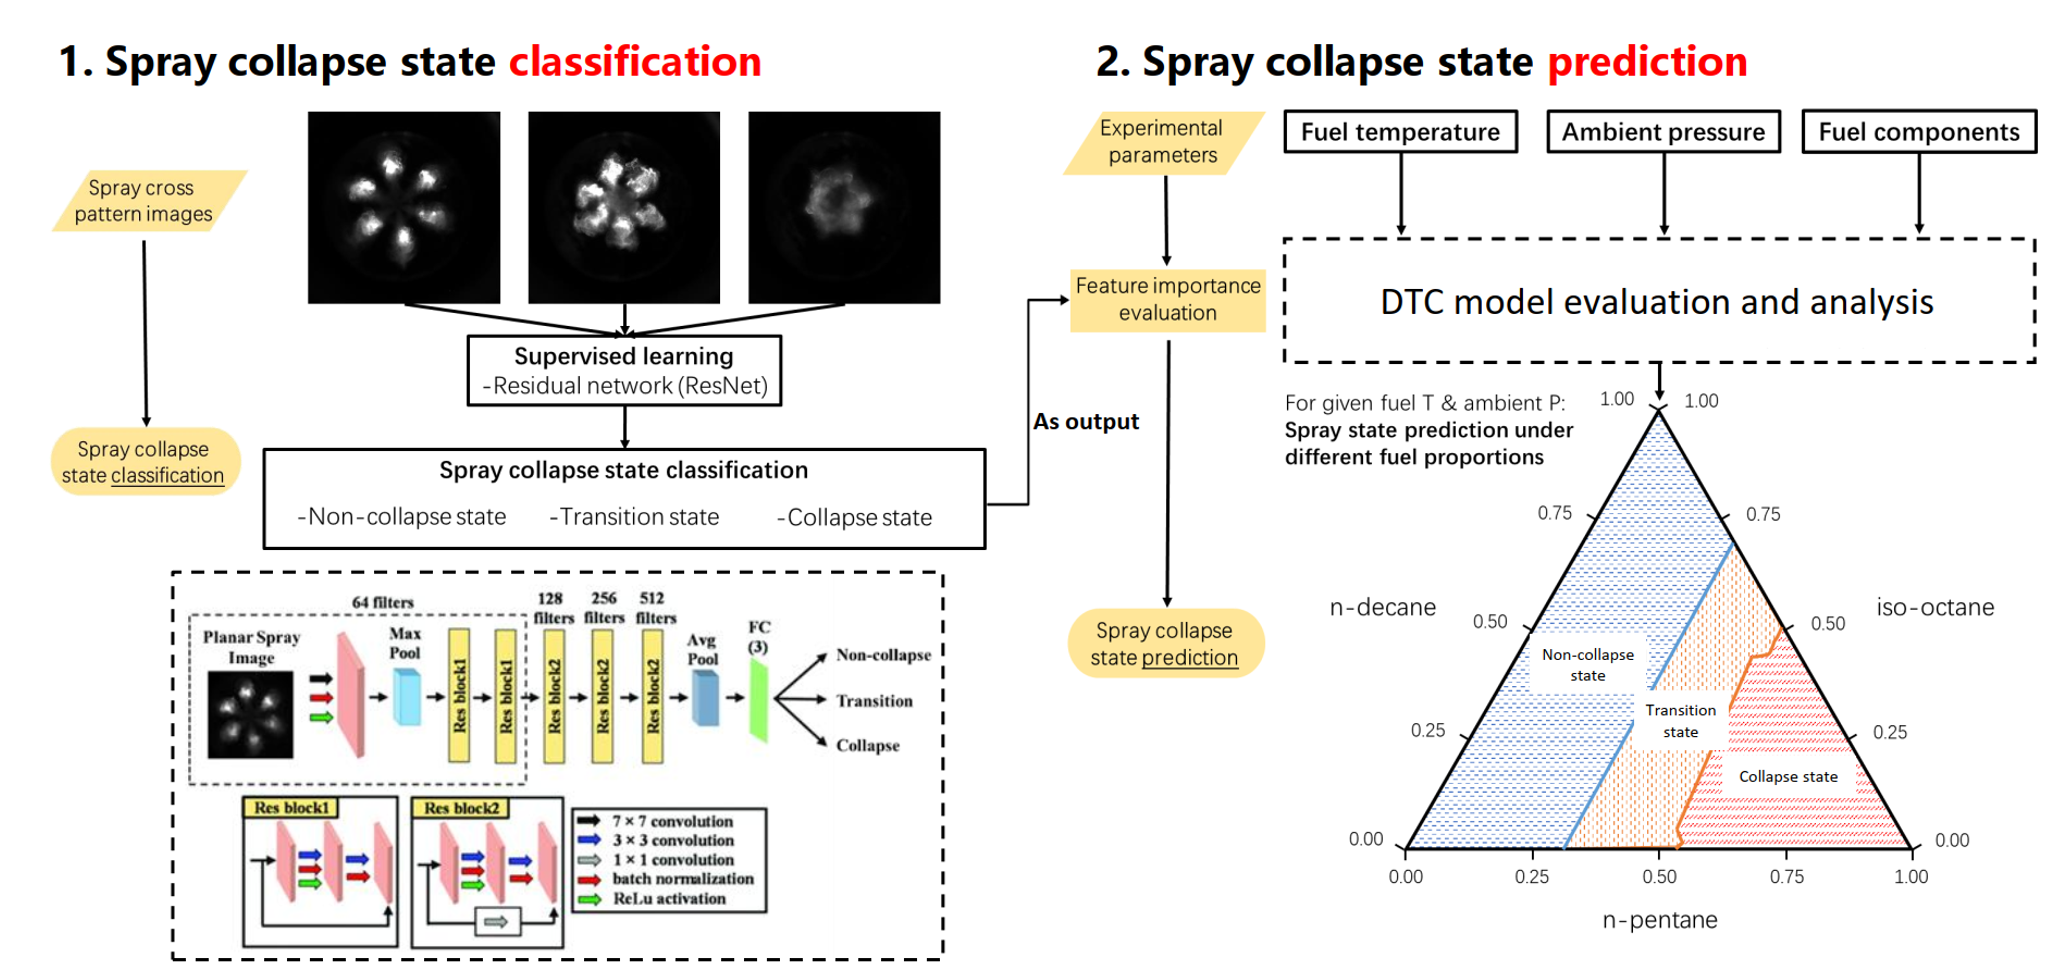 1. Spray collapse state classification
Spray cross
pattern images
Spray collapse
state classification
Supervised learning
-Residual network (ResNet)
Spray collapse state classification
-Non-collapse state
-Transition state
-Collapse state
As output
64 filters
128
filters
256
filters
512
filters
Planar Spray
Image
Max
Pool
Res block1
Res block1
Res block2
Res block2
Res block2
Avg
Pool
FC
(3)
Non-collapse
Transition
Collapse
Res block1
Res block2
7 × 7 convolution
3 × 3 convolution
1 × 1 convolution
batch normalization
ReLu activation
2. Spray collapse state prediction
Experimental
parameters
Feature importance
evaluation
Spray collapse
state prediction
Fuel temperature
Ambient pressure
Fuel components
DTC model evaluation and analysis
For given fuel T & ambient P:
Spray state prediction under
different fuel proportions
1.00
1.00
0.75
0.75
n-decane
iso-octane
0.50
0.50
Non-collapse
state
Transition
state
0.25
0.25
Collapse state
0.00
0.00
0.00
0.25
0.50
0.75
1.00
n-pentane